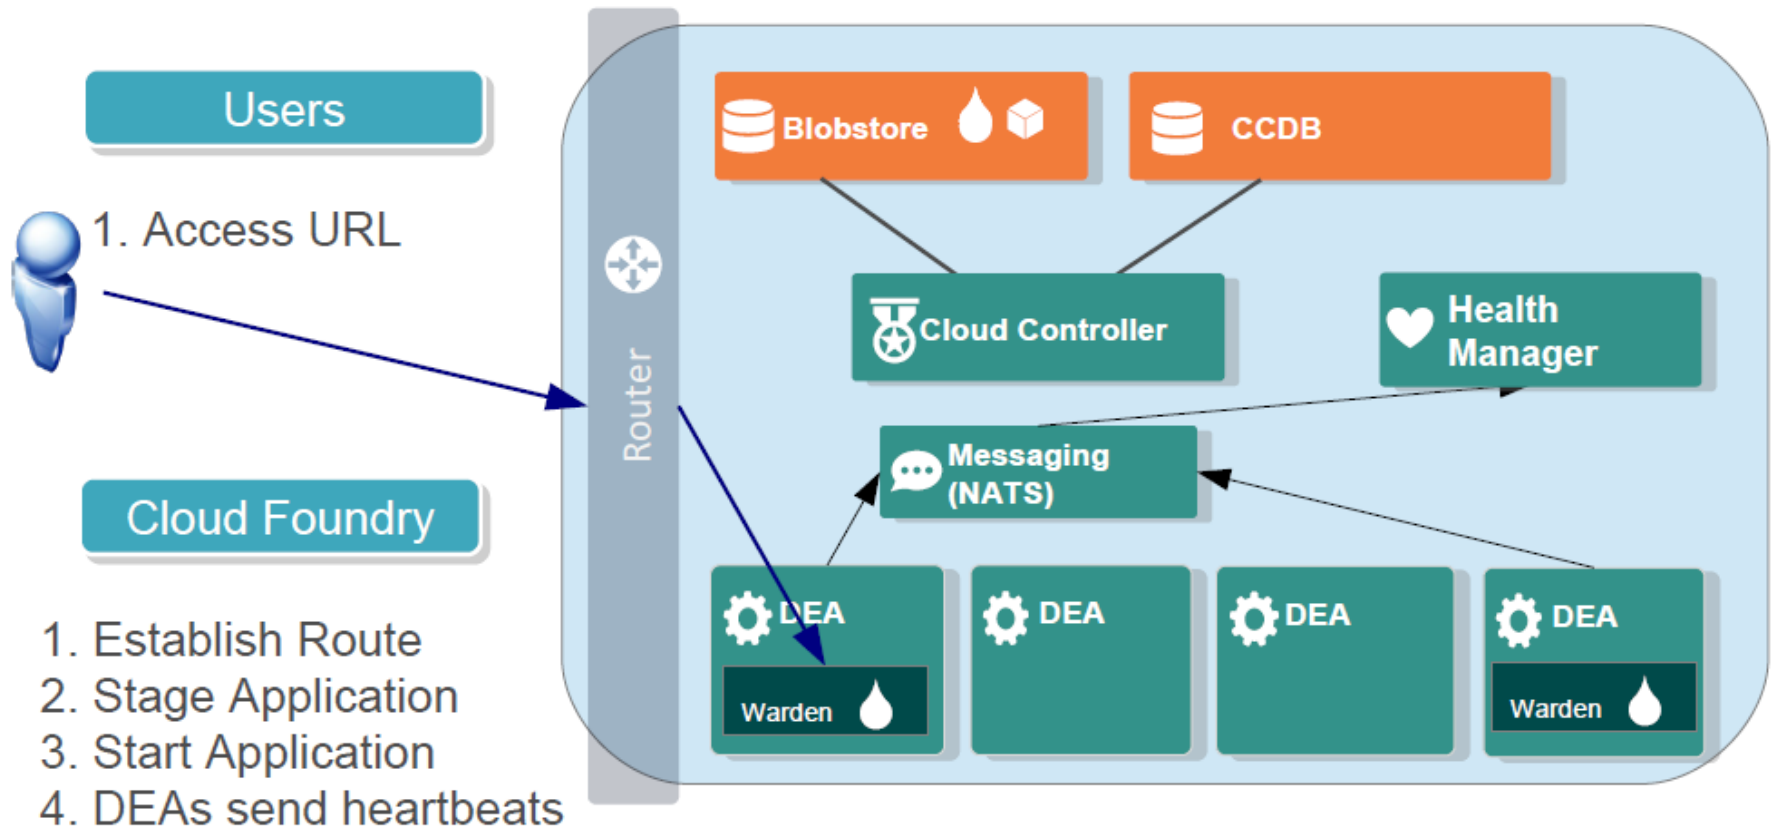 Users
1. Access URL
Cloud Foundry
1. Establish Route
2. Stage Application
3. Start Application
4. DEAs send heartbeats
Router
Blobstore
CCDB
Cloud Controller
Health
Manager
Messaging
(NATS)
DEA
Warden
DEA
DEA
DEA
Warden